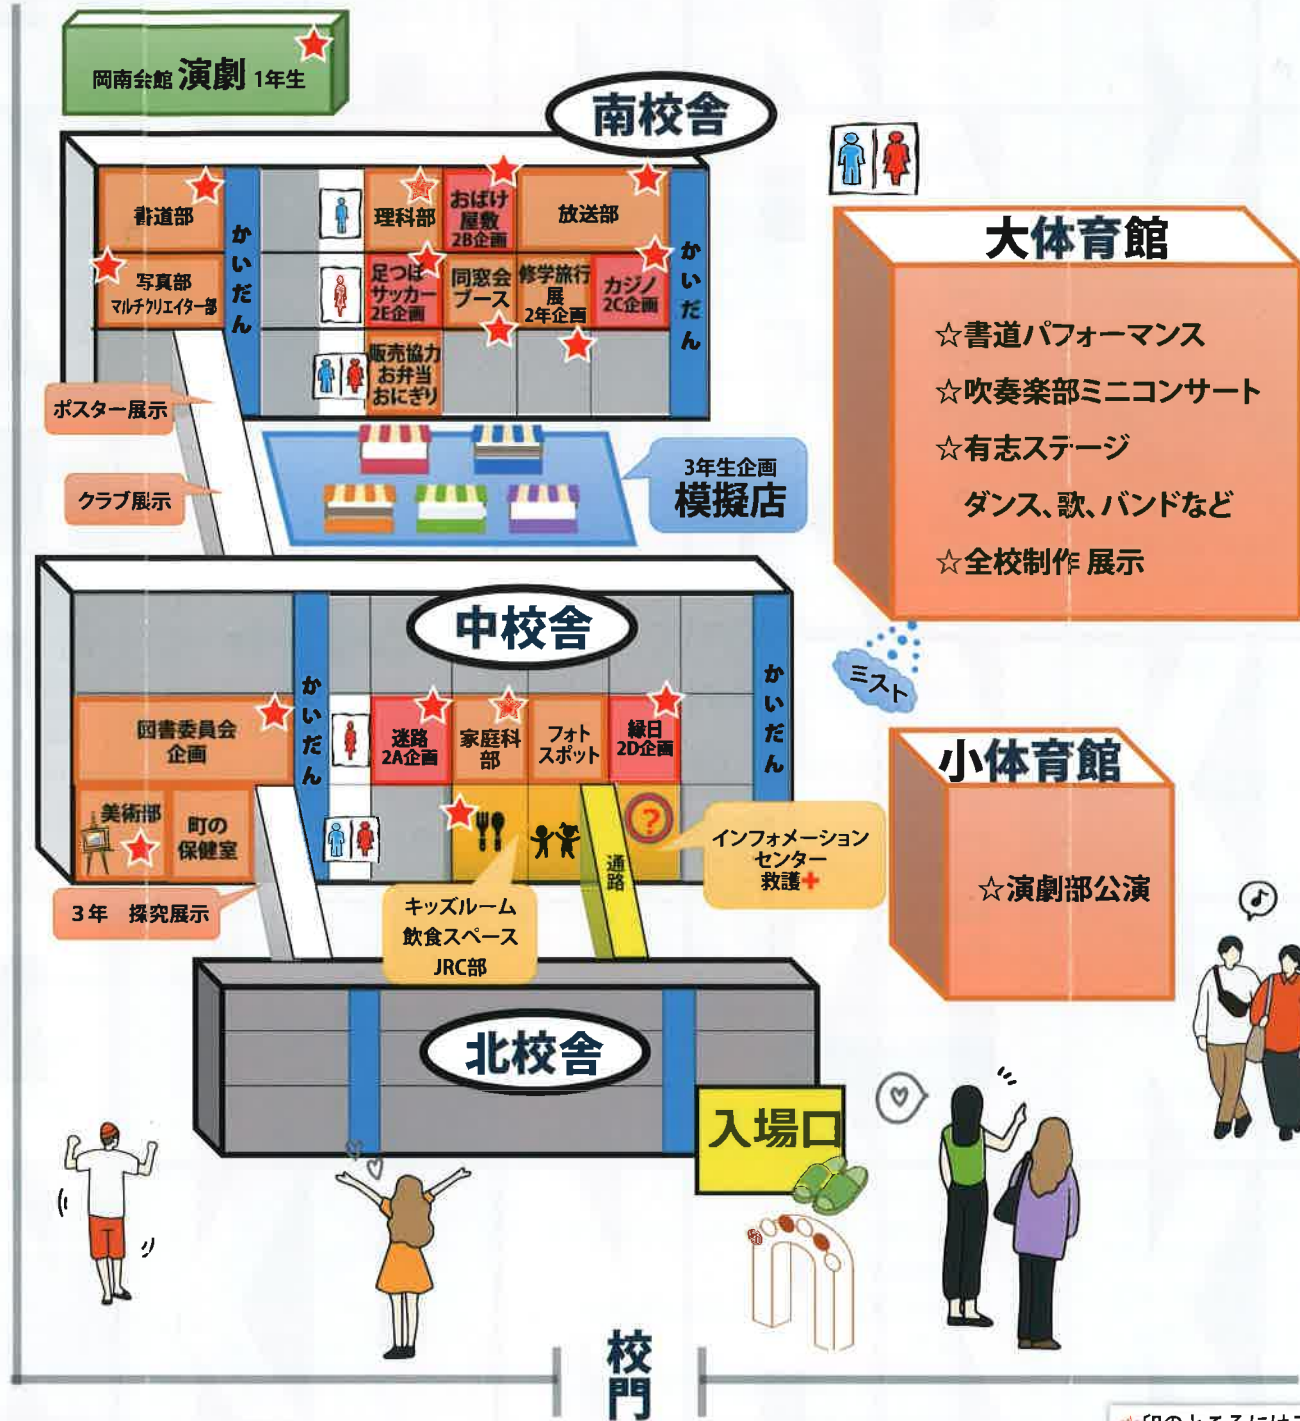 岡南会館 演劇 1年生
南校舎
書道部
かいだん
理科部
おばけ
屋敷
2B企画
放送部
かいだん
写真部
マルチクリエイター部
足つぼ
サッカー
2E企画
同窓会
ブース
修学旅行
展
2年企画
カジノ
2C企画
販売協力
お弁当
おにぎり
ポスター展示
クラブ展示
3年生企画
模擬店
大体育館
☆書道パフォーマンス
☆吹奏楽部ミニコンサート
☆有志ステージ
ダンス、歌、バンドなど
☆全校制作 展示
ミスト
中校舎
図書委員会
企画
かいだん
迷路
2A企画
家庭科
部
フォト
スポット
縁日
2D企画
かいだん
美術部
町の
保健室
?
通路
インフォメーション
センター
救護
3年 探究展示
キッズルーム
飲食スペース
JRC部
小体育館
☆演劇部公演
北校舎
入場口
校門
☆印のところには